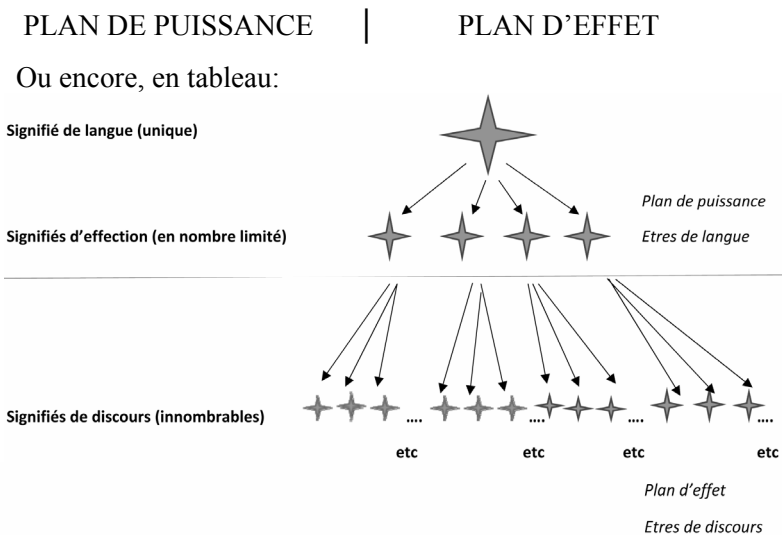 PLAN DE PUISSANCE | PLAN D’EFFET
Ou encore, en tableau:
Signifié de langue (unique)
Plan de puissance
Signifiés d’effection (en nombre limité)
Etres de langue
Signifiés de discours (innombrables)
.... .... .... ....
etc etc etc etc
Plan d’effet
Etres de discours